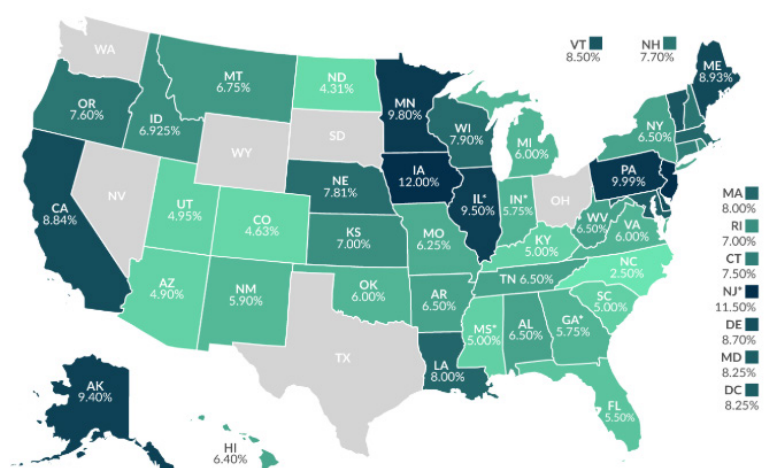 WA
VT
8.50%
NH
7.70%
ME
8.93%
MT
6.75%
ND
4.31%
MN
9.80%
OR
7.60%
ID
6.925%
SD
WI
7.90%
MI
6.00%
NY
6.50%
WY
IA
12.00%
PA
9.99%
NE
7.81%
NV
UT
4.95%
CO
4.63%
IL*
9.50%
IN*
5.75%
OH
CA
8.84%
KS
7.00%
MO
6.25%
WV
6.50%
VA
6.00%
KY
5.00%
NC
2.50%
TN 6.50%
AZ
4.90%
NM
5.90%
OK
6.00%
AR
6.50%
SC
5.00%
MS*
5.00%
AL
6.50%
GA*
5.75%
TX
LA
8.00%
FL
5.50%
AK
9.40%
HI
6.40%
MA
8.00%
RI
7.00%
CT
7.50%
NJ*
11.50%
DE
8.70%
MD
8.25%
DC
8.25%